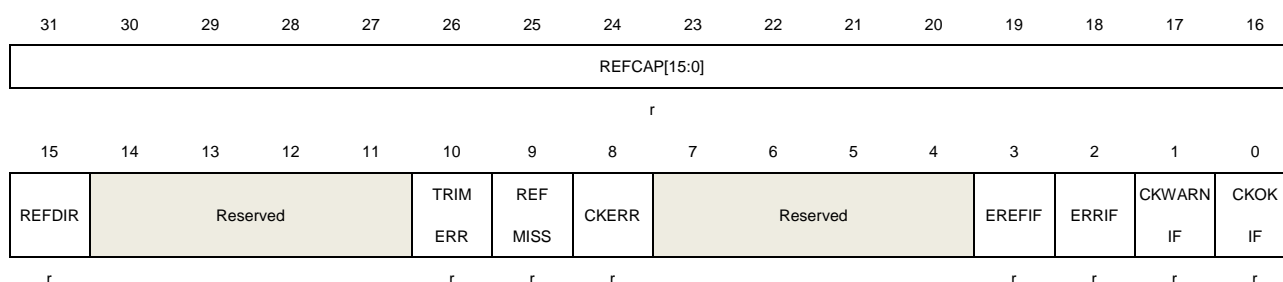 31 30 29 28 27 26 25 24 23 22 21 20 19 18 17 16
REFCAP[15:0]
r
15 14 13 12 11 10 9 8 7 6 5 4 3 2 1 0
REFDIR Reserved TRIM ERR REF MISS CKERR Reserved EREFIF ERRIF CKWARN IF CKOK IF
r r r r r r r r